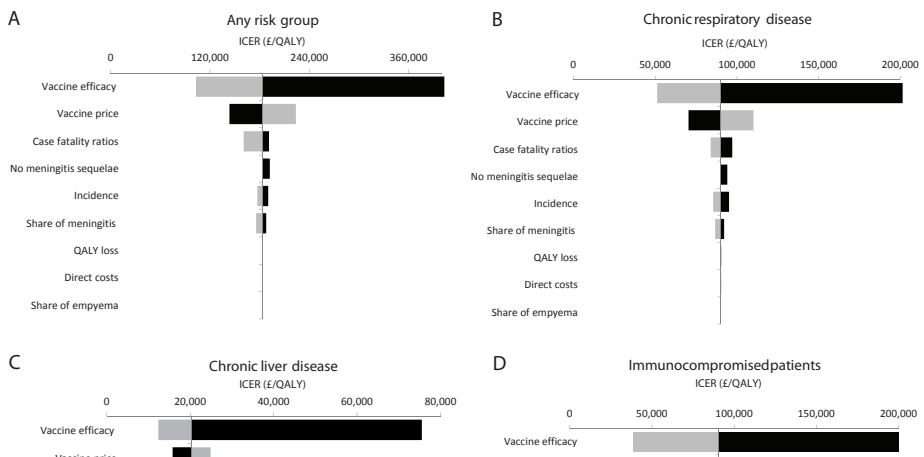 A
Any risk group
ICER (£/QALY)
0 120,000 240,000 360,000
Vaccine efficacy
Vaccine price
Case fatality ratios
No meningitis sequelae
Incidence
Share of meningitis
QALY loss
Direct costs
Share of empyema
B
Chronic respiratory disease
ICER (£/QALY)
0 50,000 100,000 150,000 200,000
Vaccine efficacy
Vaccine price
Case fatality ratios
No meningitis sequelae
Incidence
Share of meningitis
QALY loss
Direct costs
Share of empyema
C
Chronic liver disease
ICER (£/QALY)
0 20,000 40,000 60,000 80,000
Vaccine efficacy
Vaccine price
D
Immunocompromisedpatients
ICER (£/QALY)
0 50,000 100,000 150,000 200,000
Vaccine efficacy